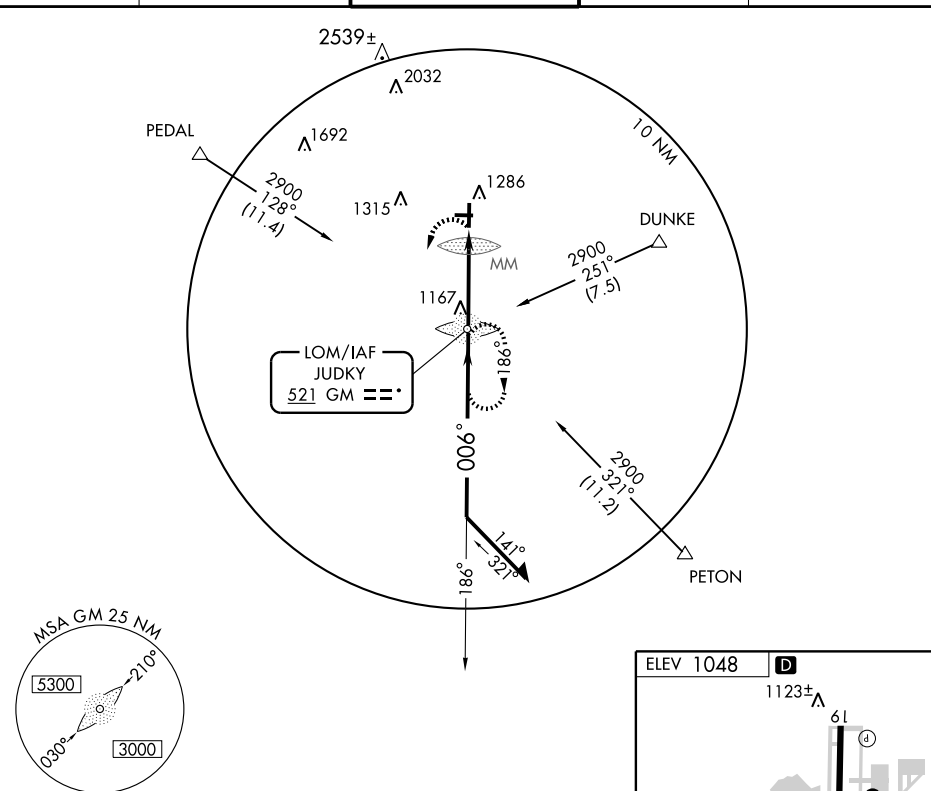 2539±
2032
PEDAL
1692
10 NM
2900
128°
(11.4)
1286
1315
DUNKE
2900
251°
(7.5)
MM
1167
LOM/IAF
JUDKY
521 GM
186°
006°
2900
321°
(11.2)
141°
321°
186°
PETON
MSA GM 25 NM
210°
5300
030°
3000
ELEV 1048 D
1123±
19
P